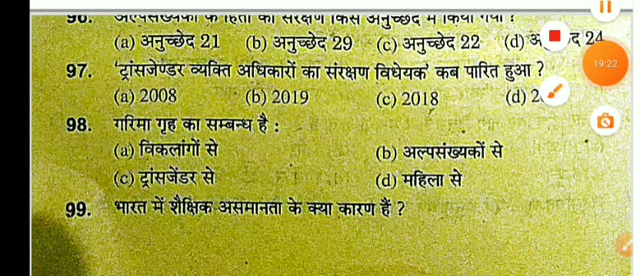 96. अल्पसंख्यकों के हितों का संरक्षण किस अनुच्छेद में किया गया ?
(a) अनुच्छेद 21 (b) अनुच्छेद 29 (c) अनुच्छेद 22 (d) 24
97. 'ट्रांसजेण्डर व्यक्ति अधिकारों का संरक्षण विधेयक' कब पारित हुआ ?
19:22
(a) 2008 (b) 2019 (c) 2018 (d)
98. गरिमा गृह का सम्बन्ध है :
(a) विकलांगों से (b) अल्पसंख्यकों से
(c) ट्रांसजेंडर से (d) महिला से
99. भारत में शैक्षिक असमानता के क्या कारण हैं ?